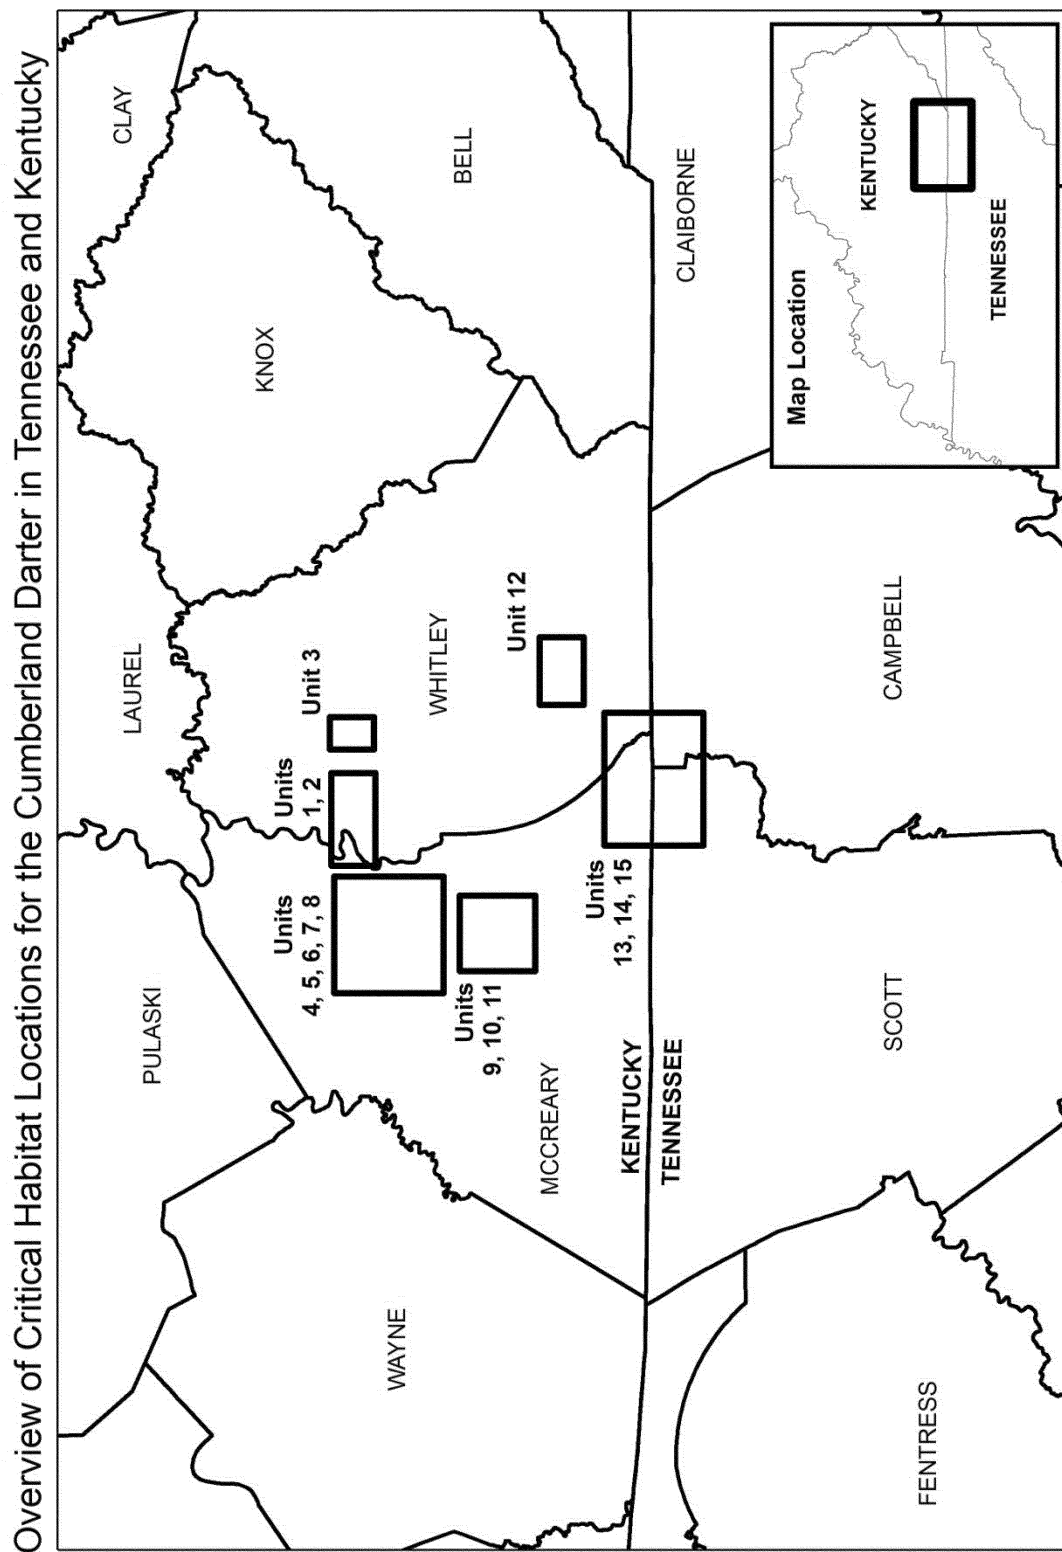 Overview of Critical Habitat Locations for the Cumberland Darter in Tennessee and Kentucky
CLAY
LAUREL
PULASKI
KNOX
Unit 3
Units
1, 2
Units
4, 5, 6, 7, 8
BELL
WHITLEY
WAYNE
Units
9, 10, 11
Unit 12
MCCREARY
Units
13, 14, 15
KENTUCKY
TENNESSEE
CLAIBORNE
CAMPBELL
SCOTT
FENTRESS
Map Location
KENTUCKY
TENNESSEE